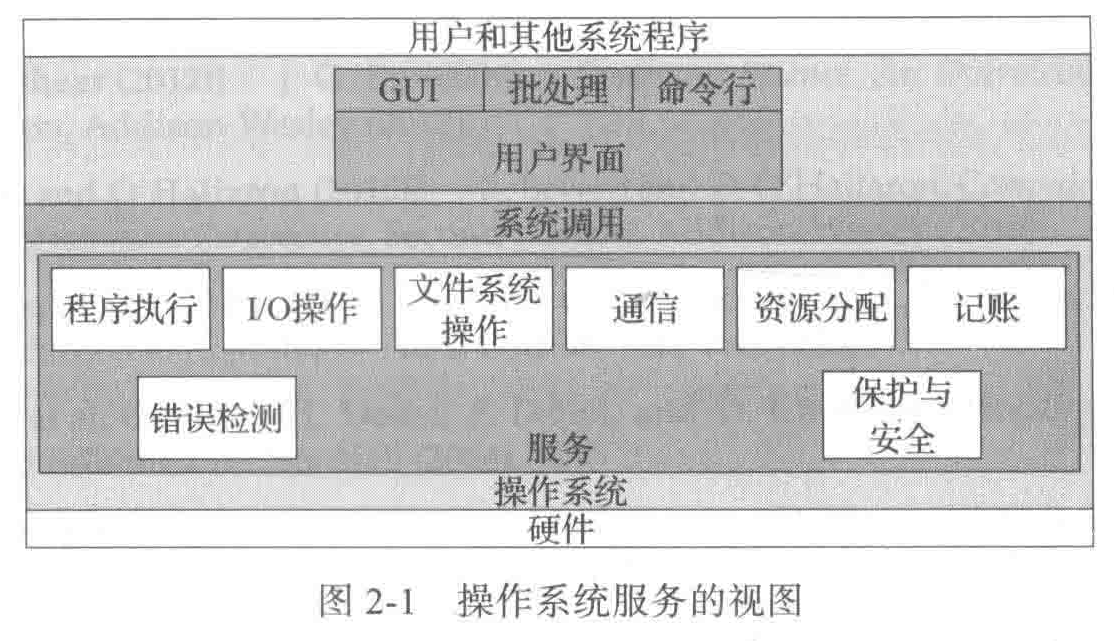 用户和其他系统程序
GUI 批处理 命令行
用户界面
系统调用
程序执行 I/O操作 文件系统操作 通信 资源分配 记账
错误检测 保护与安全
服务
操作系统
硬件
图 2-1 操作系统服务的视图